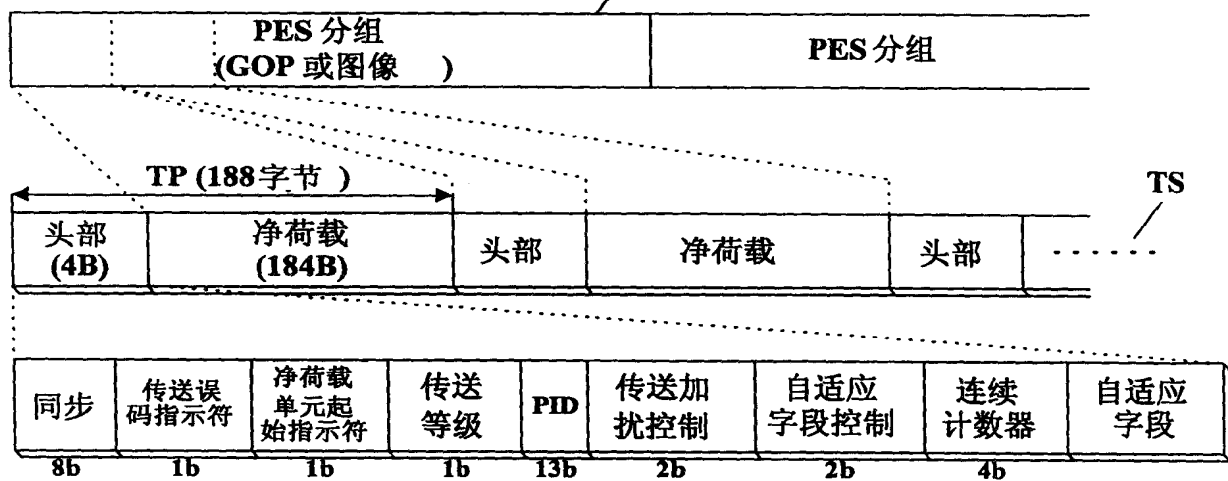 PES 分组
(GOP 或图像 )
PES 分组
TP (188字节 )
TS
头部
(4B)
净荷载
(184B)
头部
净荷载
头部
同步
传送误
码指示符
净荷载
单元起
始指示符
传送
等级
PID
传送加
扰控制
自适应
字段控制
连续
计数器
自适应
字段
8b
1b
1b
1b
13b
2b
2b
4b